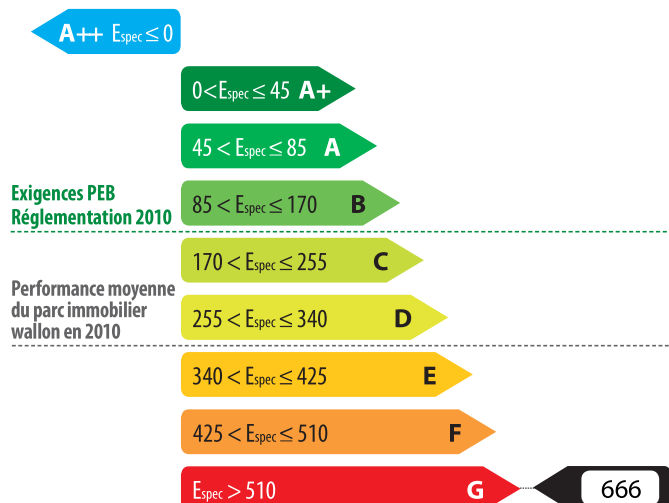 A++ Espec ≤ 0
0<Espec ≤ 45 A+
45 < Espec ≤ 85 A
Exigences PEB
Réglementation 2010
85 < Espec ≤ 170 B
170 < Espec ≤ 255 C
Performance moyenne
du parc immobilier
wallon en 2010
255 < Espec ≤ 340 D
340 < Espec ≤ 425 E
425 < Espec ≤ 510 F
Espec > 510 G
666